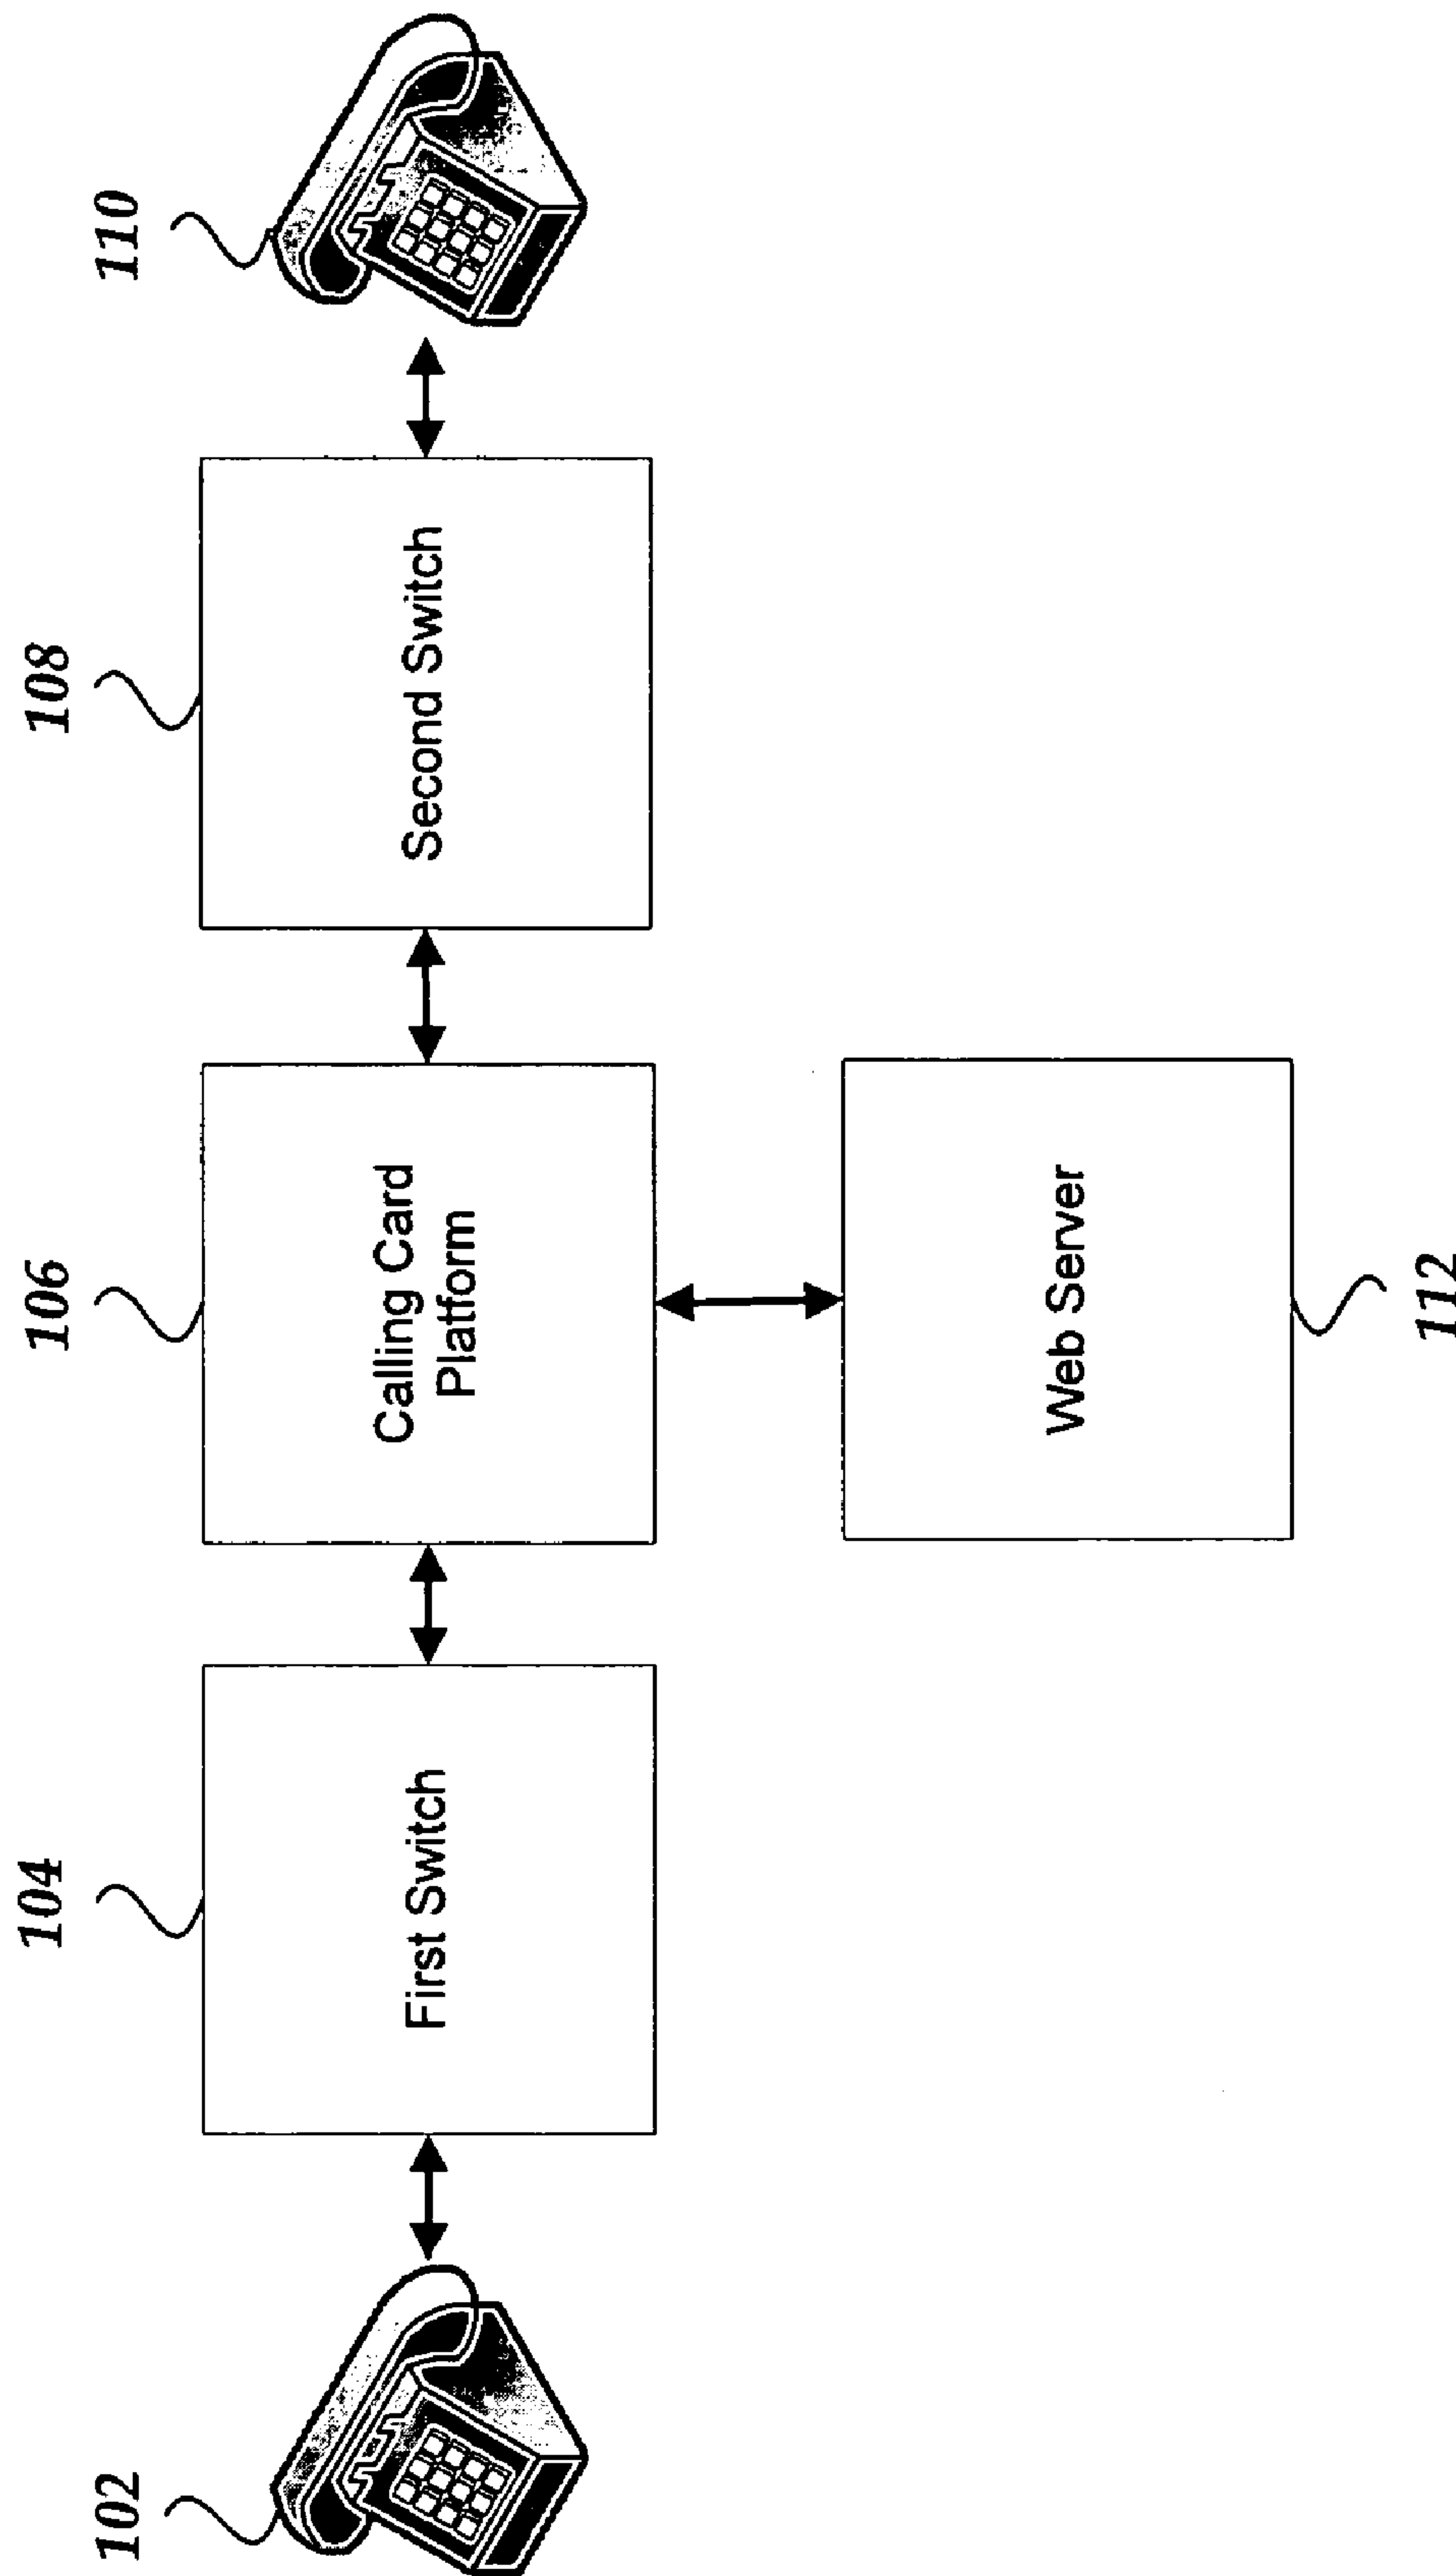 102
104
106
108
110
First Switch
Calling Card
Platform
Second Switch
Web Server
112